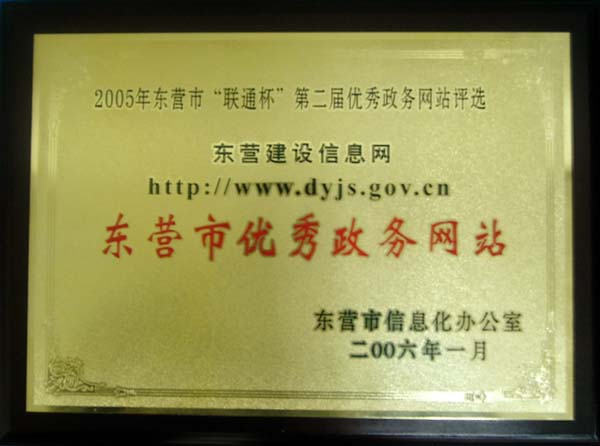 2005年东营市“联通杯”第二届优秀政务网站评选
东营建设信息网
http://www.dyjs.gov.cn
东营市优秀政务网站
东营市信息化办公室
二00六年一月